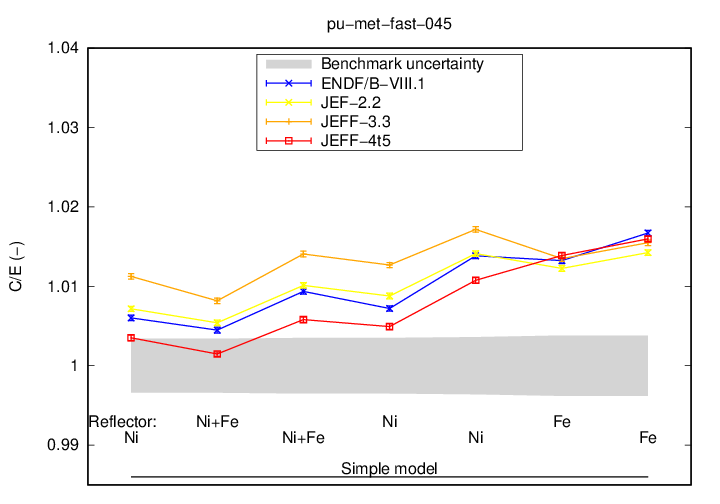 pu−met−fast−045
1.04
1.03
1.02
1.01
1
0.99
C/E (−)
Benchmark uncertainty
ENDF/B−VIII.1
JEF−2.2
JEFF−3.3
JEFF−4t5
Reflector: Ni+Fe Ni Fe
Ni Ni+Fe Ni Fe
Simple model